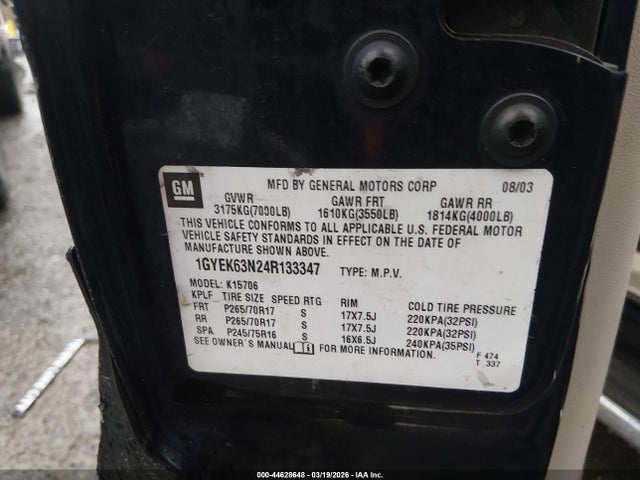 GM
MFD BY GENERAL MOTORS CORP 08/03
GVWR GAWR FRT GAWR RR
3175KG(7000LB) 1610KG(3550LB) 1814KG(4000LB)
THIS VEHICLE CONFORMS TO ALL APPLICABLE U.S. FEDERAL MOTOR
VEHICLE SAFETY STANDARDS IN EFFECT ON THE DATE OF
MANUFACTURE SHOWN ABOVE.
1GYEK63N24R133347 TYPE: M.P.V.
MODEL: K15706
KPLF TIRE SIZE SPEED RTG RIM COLD TIRE PRESSURE
FRT P265/70R17 S 17X7.5J 220KPA(32PSI)
RR P265/70R17 S 17X7.5J 220KPA(32PSI)
SPA P245/75R16 S 16X6.5J 240KPA(35PSI)
SEE OWNER'S MANUAL FOR MORE INFORMATION.
F 474
T 337
000-44628648 - 03/19/2026 - IAA Inc.